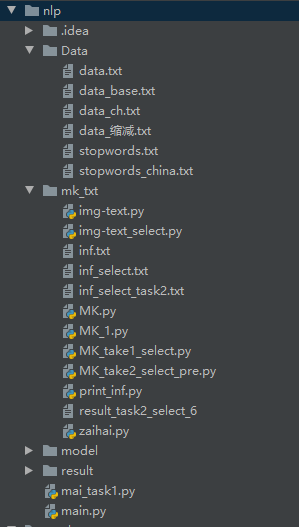 nlp
.idea
Data
data.txt
data_base.txt
data_ch.txt
data_缩减.txt
stopwords.txt
stopwords_china.txt
mk_txt
img-text.py
img-text_select.py
inf.txt
inf_select.txt
inf_select_task2.txt
MK.py
MK_1.py
MK_take1_select.py
MK_take2_select_pre.py
print_inf.py
result_task2_select_6
zaihai.py
model
result
mai_task1.py
main.py